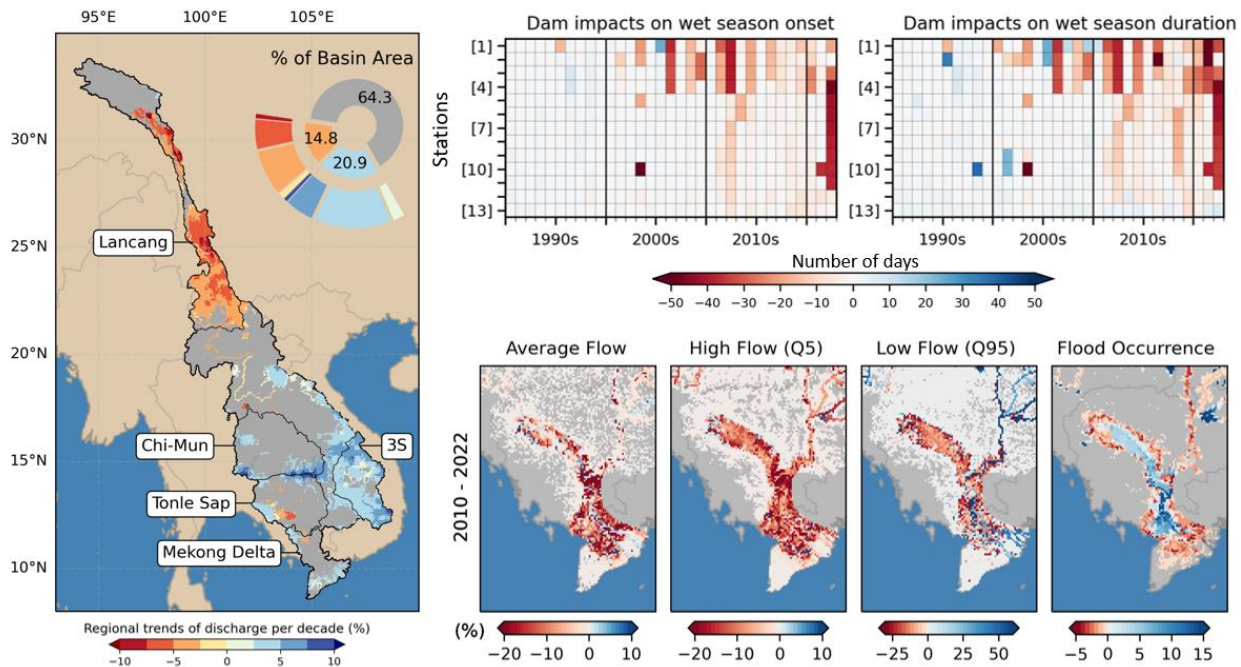 95°E 100°E 105°E
% of Basin Area
64.3
14.8
20.9
30°N
25°N
20°N
15°N
10°N
Lancang
Chi-Mun
3S
Tonle Sap
Mekong Delta
Regional trends of discharge per decade (%)
−10 −5 0 5 10
Dam impacts on wet season onset
Dam impacts on wet season duration
Stations
[1]
[4]
[7]
[10]
[13]
1990s 2000s 2010s
[1]
[4]
[7]
[10]
[13]
1990s 2000s 2010s
Number of days
−50 −40 −30 −20 −10 0 10 20 30 40 50
Average Flow
High Flow (Q5)
Low Flow (Q95)
Flood Occurrence
2010 - 2022
(%)
−20 −10 0 10
−20 −10 0 10
−25 0 25 50
−5 0 5 10 15